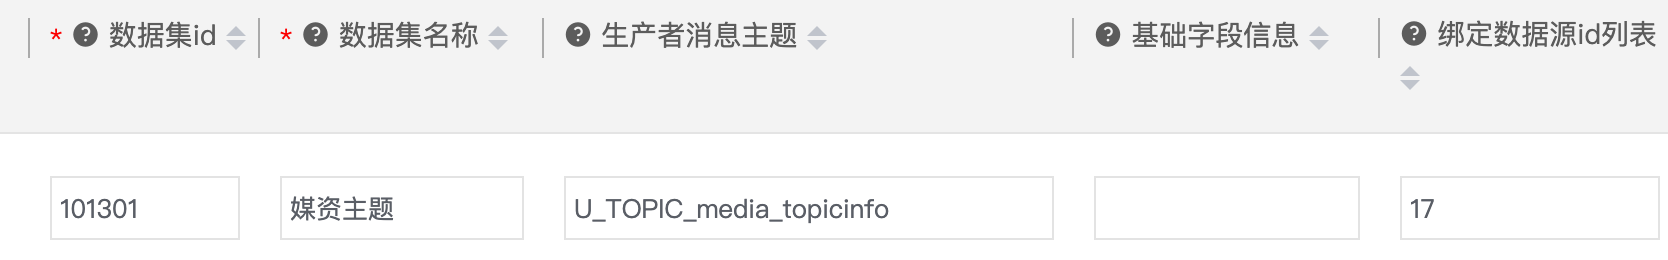 * 数据集id * 数据集名称 生产者消息主题 基础字段信息 绑定数据源id列表
101301 媒资主题 U_TOPIC_media_topicinfo 17